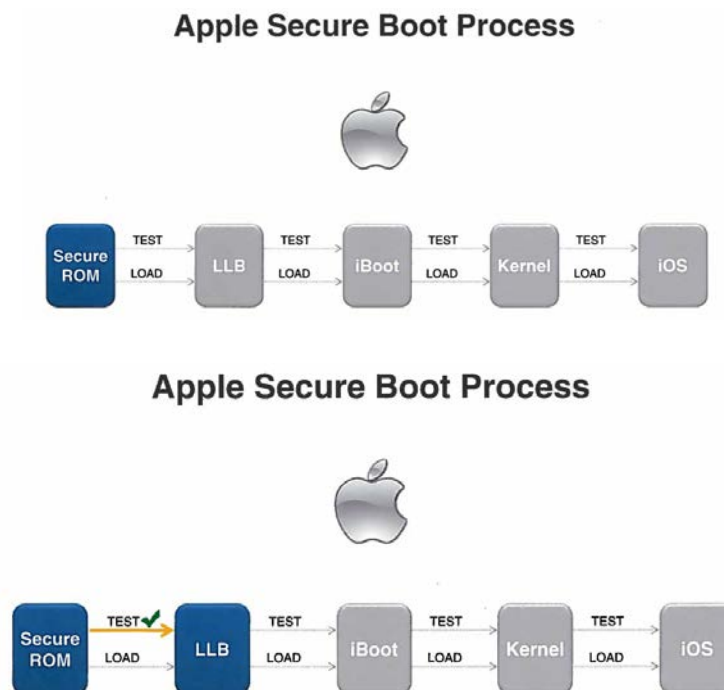 Apple Secure Boot Process
TEST TEST TEST TEST
Secure ROM LLB iBoot Kernel iOS
LOAD LOAD LOAD LOAD
Apple Secure Boot Process
TEST TEST TEST TEST
Secure ROM LLB iBoot Kernel iOS
LOAD LOAD LOAD LOAD